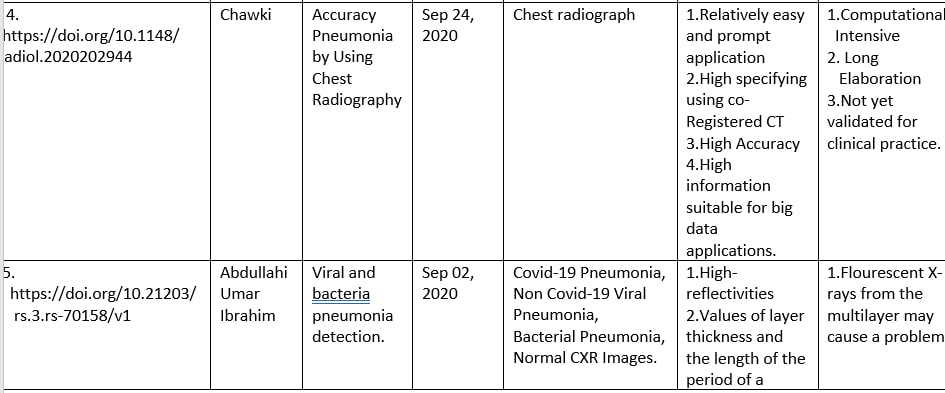 4.
https://doi.org/10.1148/
adiol.2020202944
Chawki
Accuracy
Pneumonia
by Using
Chest
Radiography
Sep 24,
2020
Chest radiograph
1.Relatively easy
and prompt
application
2.High specifying
using co-
Registered CT
3.High Accuracy
4.High
information
suitable for big
data
applications.
1.Computational
Intensive
2. Long
Elaboration
3.Not yet
validated for
clinical practice.
5.
https://doi.org/10.21203/
rs.3.rs-70158/v1
Abdullahi
Umar
Ibrahim
Viral and
bacteria
pneumonia
detection.
Sep 02,
2020
Covid-19 Pneumonia,
Non Covid-19 Viral
Pneumonia,
Bacterial Pneumonia,
Normal CXR Images.
1.High-
reflectivities
2.Values of layer
thickness and
the length of the
period of a
1.Flourescent X-
rays from the
multilayer may
cause a problem